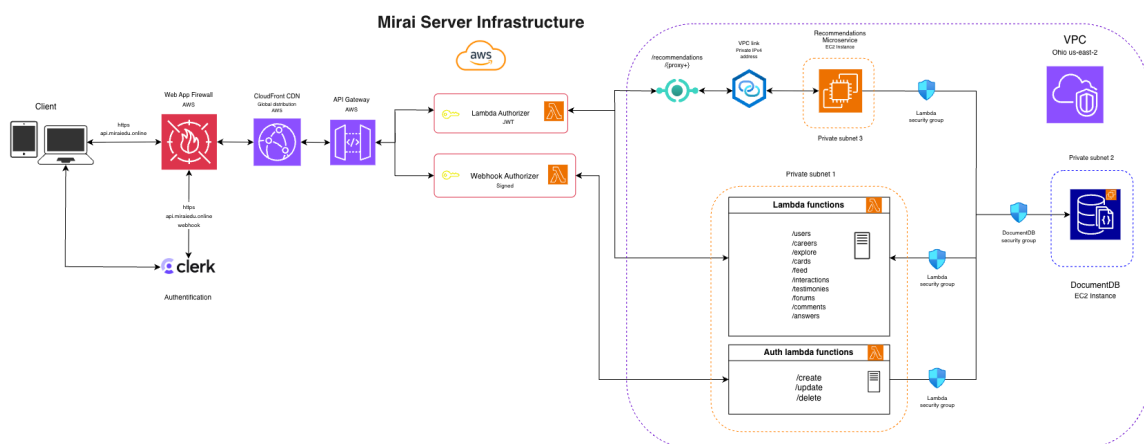 Mirai Server Infrastructure
aws
Client
https
api.miraiedu.online
Web App Firewall
AWS
CloudFront CDN
Global distribution
AWS
API Gateway
AWS
Lambda Authorizer
JWT
Webhook Authorizer
Signed
https
api.miraiedu.online
webhook
clerk
Authentification
/recommendations
/{proxy+}
VPC link
Private IPv4
address
Recommendations
Microservice
EC2 Instance
Private subnet 3
Lambda
security group
VPC
Ohio us-east-2
Private subnet 1
Lambda functions
/users
/careers
/explore
/cards
/feed
/interactions
/testimonies
/forums
/comments
/answers
Lambda
security group
Auth lambda functions
/create
/update
/delete
Lambda
security group
DocumentDB
security group
Private subnet 2
DocumentDB
EC2 Instance